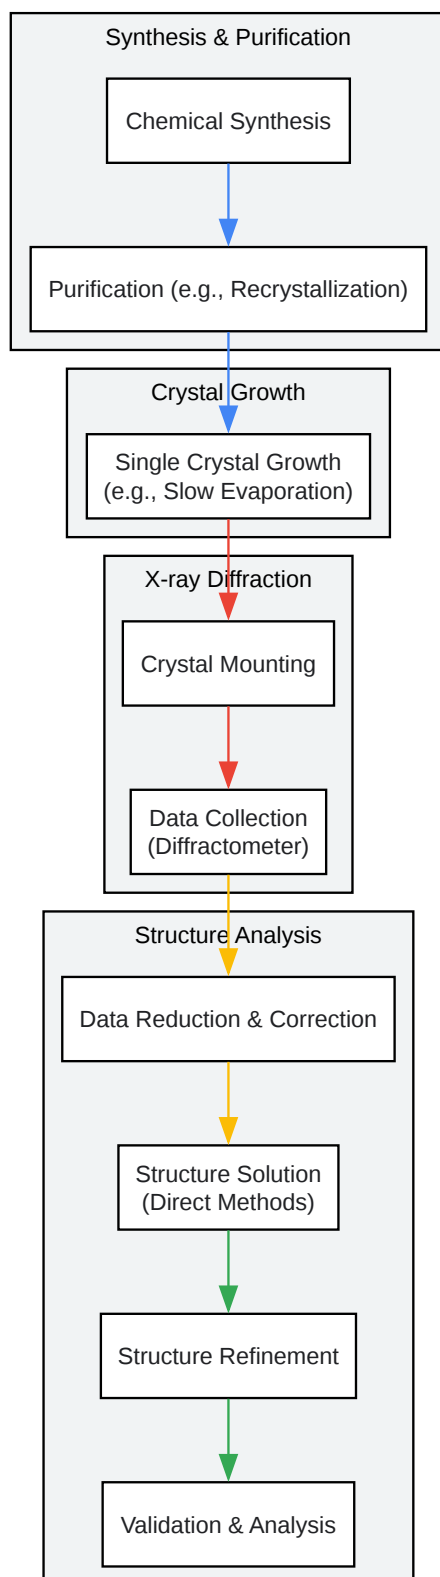 Synthesis & Purification
Chemical Synthesis
Purification (e.g., Recrystallization)
Crystal Growth
Single Crystal Growth
(e.g., Slow Evaporation)
X-ray Diffraction
Crystal Mounting
Data Collection
(Diffractometer)
Structure Analysis
Data Reduction & Correction
Structure Solution
(Direct Methods)
Structure Refinement
Validation & Analysis